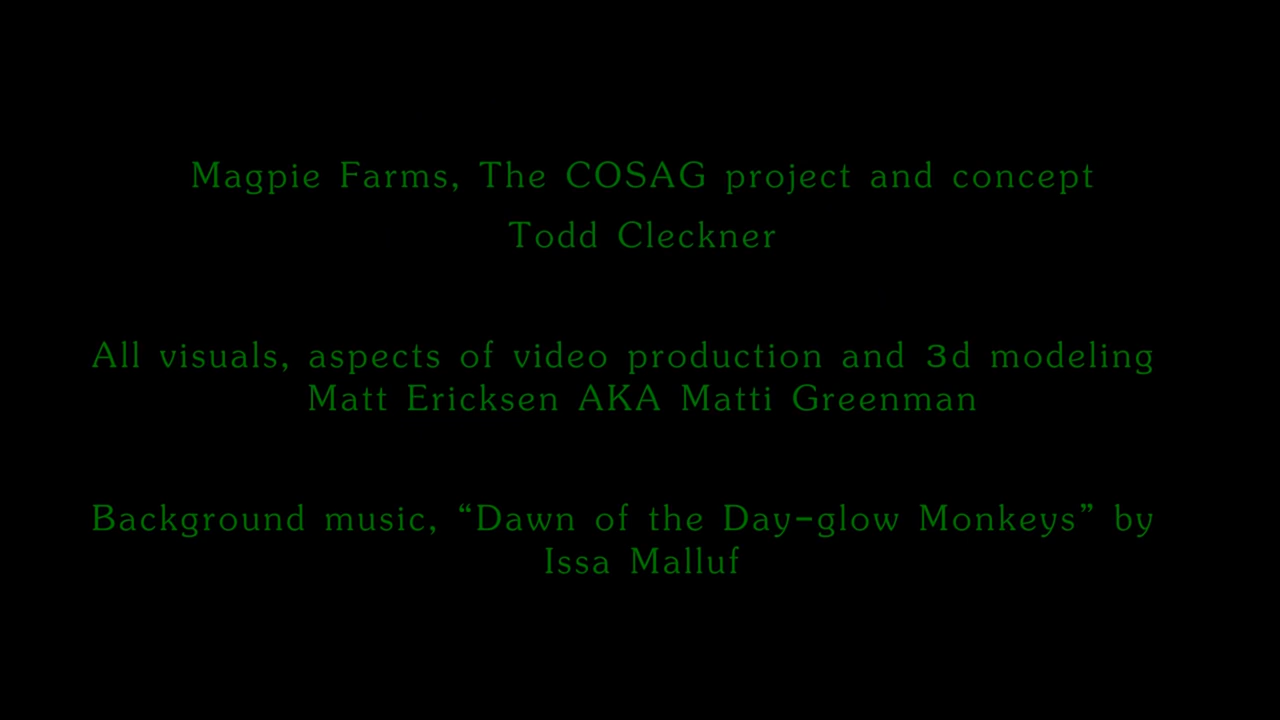 Magpie Farms, The COSAG project and concept
Todd Cleckner
All visuals, aspects of video production and 3d modeling
Matt Ericksen AKA Matti Greenman
Background music, “Dawn of the Day-glow Monkeys” by
Issa Malluf